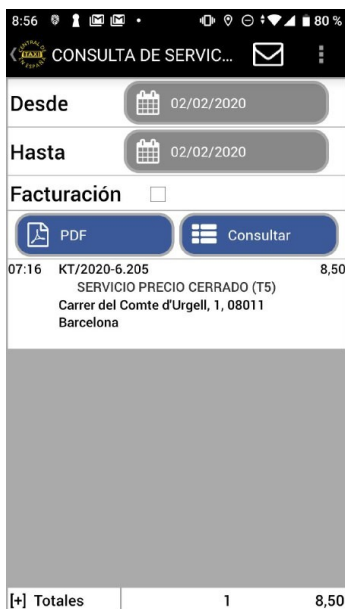 8:56 80 %
CONSULTA DE SERVIC...
Desde 02/02/2020
Hasta 02/02/2020
Facturación
PDF Consultar
07:16 KT/2020-6.205 8,50
SERVICIO PRECIO CERRADO (T5)
Carrer del Comte d'Urgell, 1, 08011
Barcelona
[+] Totales 1 8,50